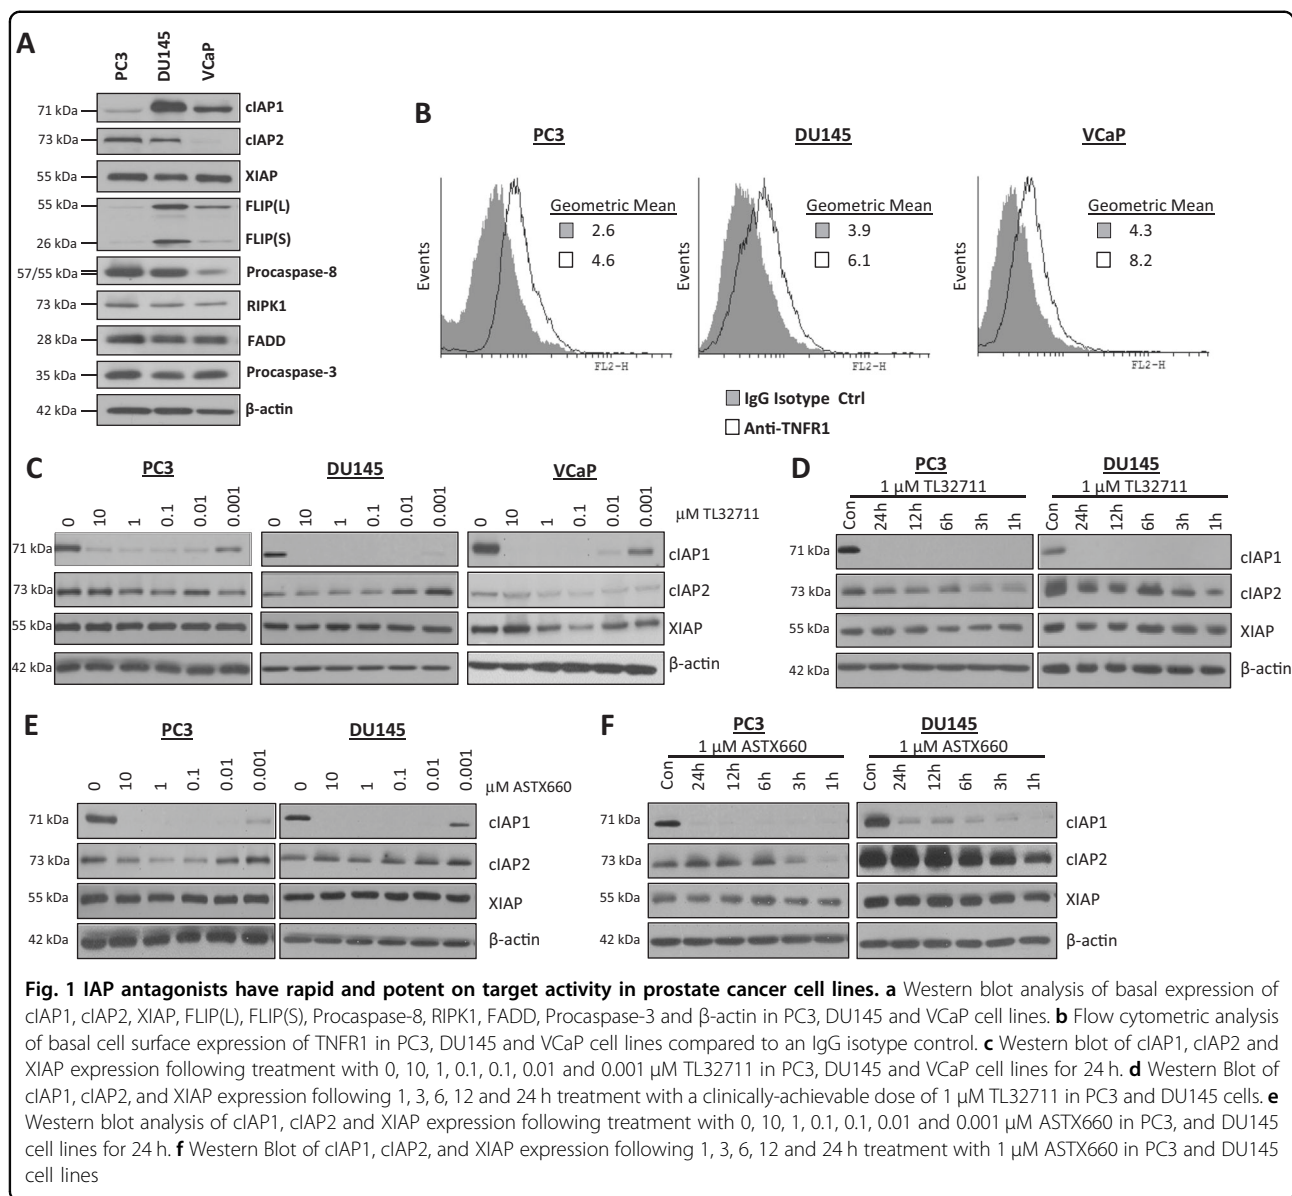 A
PC3
DU145
VCaP
71 kDa
cIAP1
73 kDa
cIAP2
55 kDa
XIAP
55 kDa
FLIP(L)
26 kDa
FLIP(S)
57/55 kDa
Procaspase-8
73 kDa
RIPK1
28 kDa
FADD
35 kDa
Procaspase-3
42 kDa
β-actin
B
PC3
DU145
VCaP
Events
Geometric Mean
2.6
4.6
FL2-H
Events
Geometric Mean
3.9
6.1
FL2-H
Events
Geometric Mean
4.3
8.2
FL2-H
IgG Isotype Ctrl
Anti-TNFR1
C
PC3
DU145
VCaP
0 10 1 0.1 0.01 0.001
0 10 1 0.1 0.01 0.001
0 10 1 0.1 0.01 0.001
µM TL32711
71 kDa
cIAP1
73 kDa
cIAP2
55 kDa
XIAP
42 kDa
β-actin
D
PC3
DU145
1 µM TL32711
1 µM TL32711
Con 24h 12h 6h 3h 1h
Con 24h 12h 6h 3h 1h
71 kDa
cIAP1
73 kDa
cIAP2
55 kDa
XIAP
42 kDa
β-actin
E
PC3
DU145
0 10 1 0.1 0.01 0.001
0 10 1 0.1 0.01 0.001
µM ASTX660
71 kDa
cIAP1
73 kDa
cIAP2
55 kDa
XIAP
42 kDa
β-actin
F
PC3
DU145
1 µM ASTX660
1 µM ASTX660
Con 24h 12h 6h 3h 1h
Con 24h 12h 6h 3h 1h
71 kDa
cIAP1
73 kDa
cIAP2
55 kDa
XIAP
42 kDa
β-actin
Fig. 1 IAP antagonists have rapid and potent on target activity in prostate cancer cell lines. a Western blot analysis of basal expression of
cIAP1, cIAP2, XIAP, FLIP(L), FLIP(S), Procaspase-8, RIPK1, FADD, Procaspase-3 and β-actin in PC3, DU145 and VCaP cell lines. b Flow cytometric analysis
of basal cell surface expression of TNFR1 in PC3, DU145 and VCaP cell lines compared to an IgG isotype control. c Western blot of cIAP1, cIAP2 and
XIAP expression following treatment with 0, 10, 1, 0.1, 0.1, 0.01 and 0.001 µM TL32711 in PC3, DU145 and VCaP cell lines for 24 h. d Western Blot of
cIAP1, cIAP2, and XIAP expression following 1, 3, 6, 12 and 24 h treatment with a clinically-achievable dose of 1 µM TL32711 in PC3 and DU145 cells. e
Western blot analysis of cIAP1, cIAP2 and XIAP expression following treatment with 0, 10, 1, 0.1, 0.1, 0.01 and 0.001 µM ASTX660 in PC3, and DU145
cell lines for 24 h. f Western Blot of cIAP1, cIAP2, and XIAP expression following 1, 3, 6, 12 and 24 h treatment with 1 µM ASTX660 in PC3 and DU145
cell lines